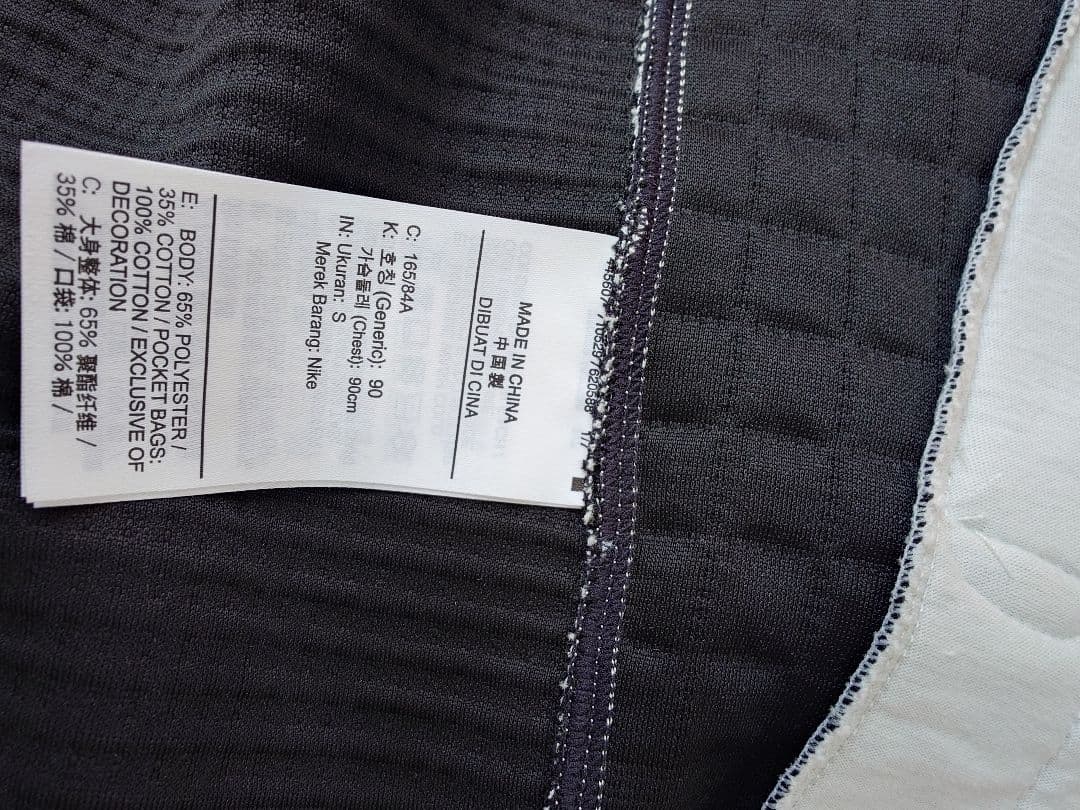 MADE IN CHINA
中国製
DIBUAT DI CINA
C: 165/84A
K: 호칭 (Generic): 90
가슴둘레 (Chest): 90cm
IN: Ukuran: S
Merek Barang: Nike
E: BODY: 65% POLYESTER /
35% COTTON / POCKET BAGS:
100% COTTON / EXCLUSIVE OF
DECORATION
C: 大身整体: 65% 聚酯纤维 /
35% 棉 / 口袋: 100% 棉 /